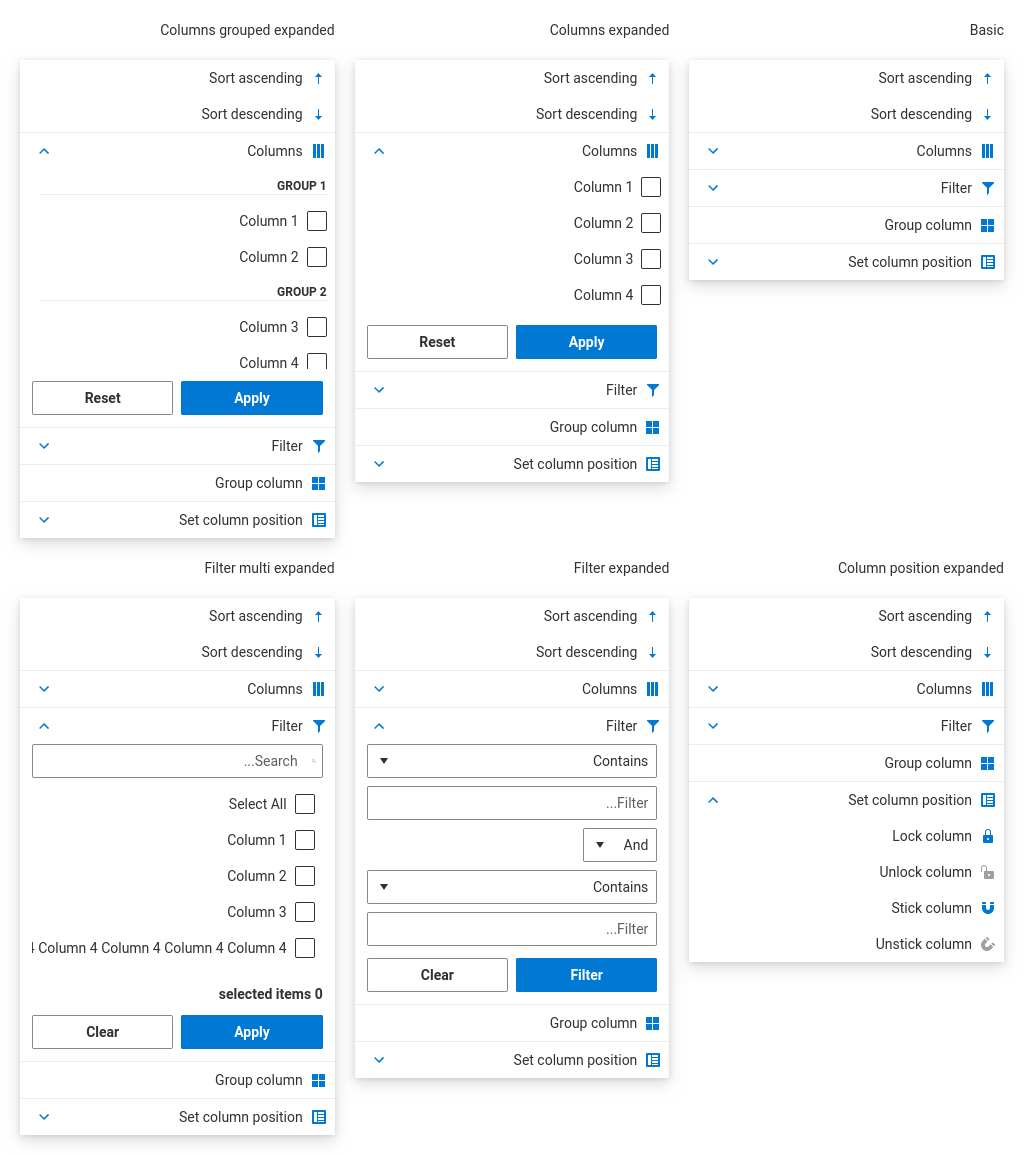 Basic
Sort ascending
Sort descending
Columns
Filter
Group column
Set column position
Columns expanded
Sort ascending
Sort descending
Columns
Column 1
Column 2
Column 3
Column 4
Reset
Apply
Filter
Group column
Set column position
Columns grouped expanded
Sort ascending
Sort descending
Columns
GROUP 1
Column 1
Column 2
GROUP 2
Column 3
Column 4
Reset
Apply
Filter
Group column
Set column position
Column position expanded
Sort ascending
Sort descending
Columns
Filter
Group column
Set column position
Lock column
Unlock column
Stick column
Unstick column
Filter expanded
Sort ascending
Sort descending
Columns
Filter
Contains
...Filter
And
Contains
...Filter
Clear
Filter
Group column
Set column position
Filter multi expanded
Sort ascending
Sort descending
Columns
Filter
...Search
Select All
Column 1
Column 2
Column 3
Column 4 Column 4 Column 4 Column 4
selected items 0
Clear
Apply
Group column
Set column position